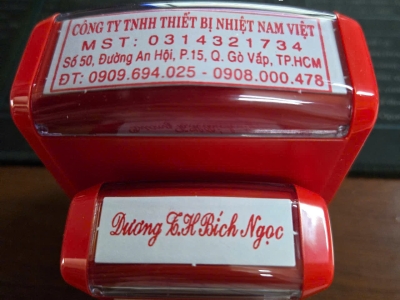 CÔNG TY TNHH THIẾT BỊ NHIỆT NAM VIỆT
MST: 0314321734
Số 50, Đường An Hội, P.15, Q. Gò Vấp, TP.HCM
ĐT: 0909.694.025 - 0908.000.478
Dương T.H Bích Ngọc